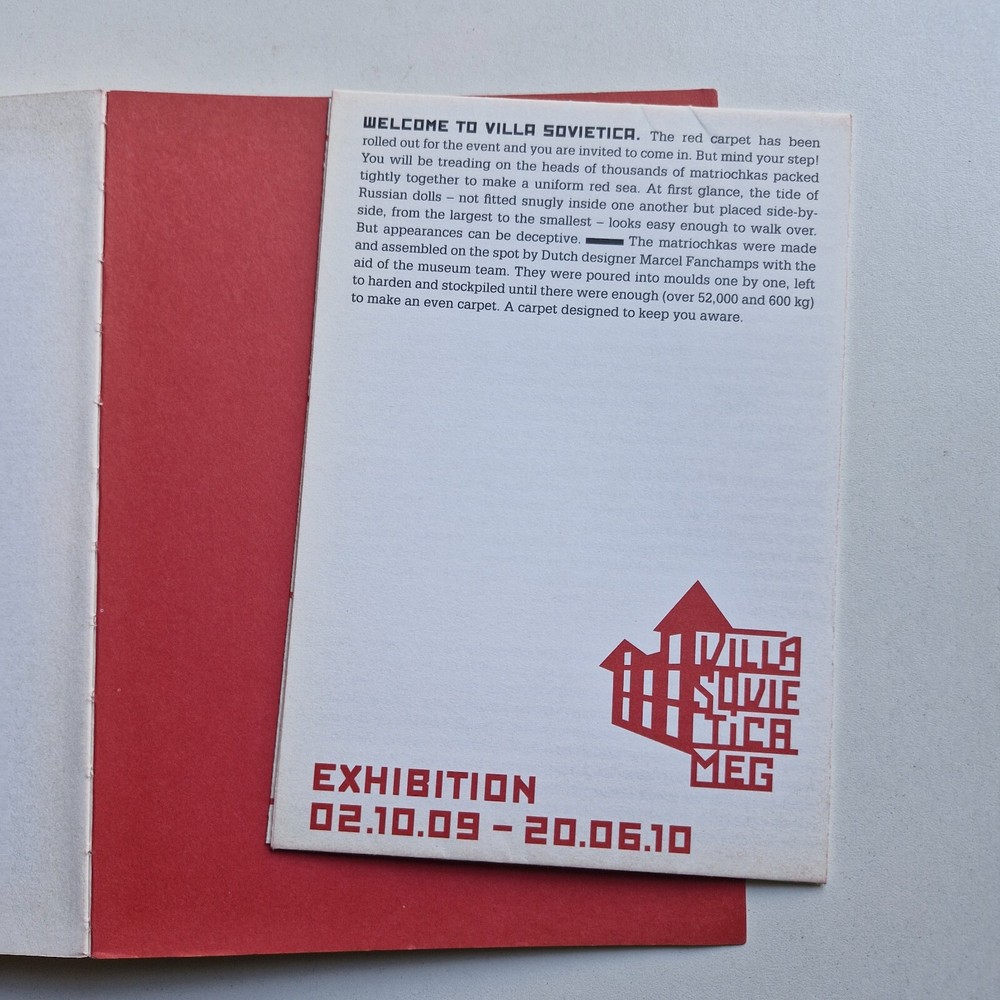 WELCOME TO VILLA SOVIETICA. The red carpet has been
rolled out for the event and you are invited to come in. But mind your step!
You will be treading on the heads of thousands of matriochkas packed
tightly together to make a uniform red sea. At first glance, the tide of
Russian dolls – not fitted snugly inside one another but placed side-by-
side, from the largest to the smallest – looks easy enough to walk over.
But appearances can be deceptive. The matriochkas were made
and assembled on the spot by Dutch designer Marcel Fanchamps with the
aid of the museum team. They were poured into moulds one by one, left
to harden and stockpiled until there were enough (over 52,000 and 600 kg)
to make an even carpet. A carpet designed to keep you aware.
VILLA
SOVIE
TiCA
MEG
EXHIBITION
02.10.09 – 20.06.10